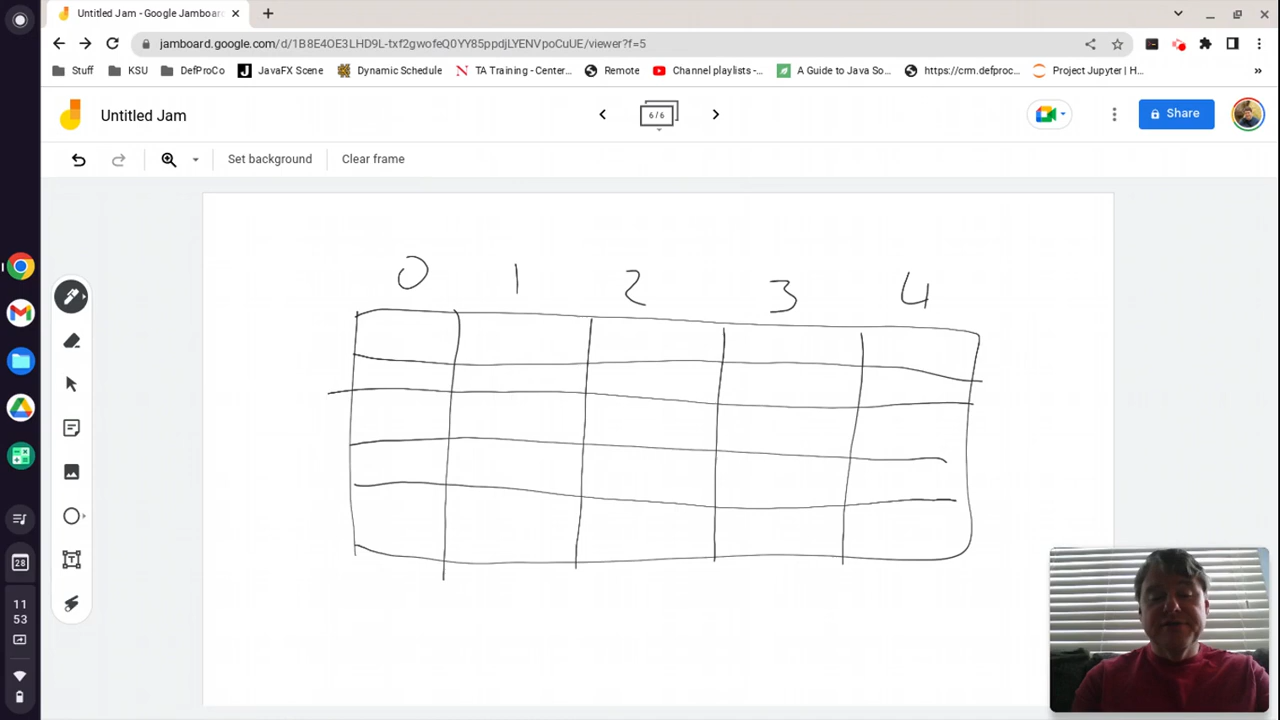 Untitled Jam - Google Jamboard
jamboard.google.com/d/1B8E4OE3LHD9L-txf2gwofeQ0YY85ppdjLYENVpoCuUE/viewer?f=5
Stuff KSU DefProCo JavaFX Scene Dynamic Schedule TA Training - Center... Remote Channel playlists -... A Guide to Java So... https://crm.defproc... Project Jupyter | H... »
Untitled Jam
6 / 6
Share
Set background Clear frame
0 1 2 3 4
28
11
53